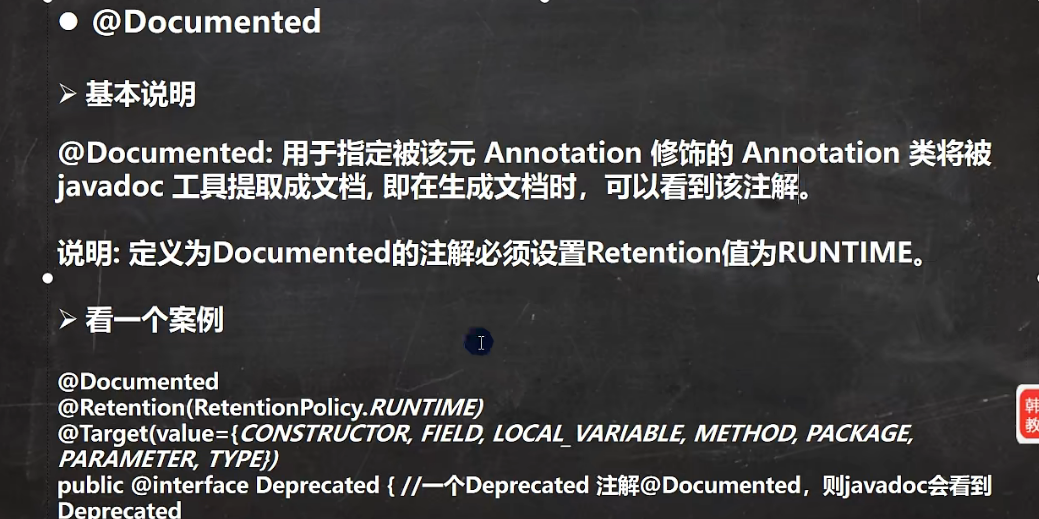 ● @Documented
➢ 基本说明
@Documented: 用于指定被该元 Annotation 修饰的 Annotation 类将被
javadoc 工具提取成文档, 即在生成文档时，可以看到该注解。
说明: 定义为Documented的注解必须设置Retention值为RUNTIME。
➢ 看一个案例
@Documented
@Retention(RetentionPolicy.RUNTIME)
@Target(value={CONSTRUCTOR, FIELD, LOCAL_VARIABLE, METHOD, PACKAGE,
PARAMETER, TYPE})
public @interface Deprecated { //一个Deprecated 注解@Documented，则javadoc会看到
Deprecated
韩
教